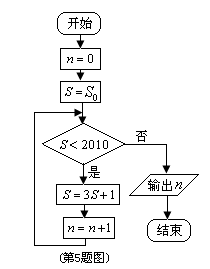 开始
n = 0
S = S₀
S < 2010
否
是
S = 3S+1
n = n+1
输出n
结束
(第5题图)